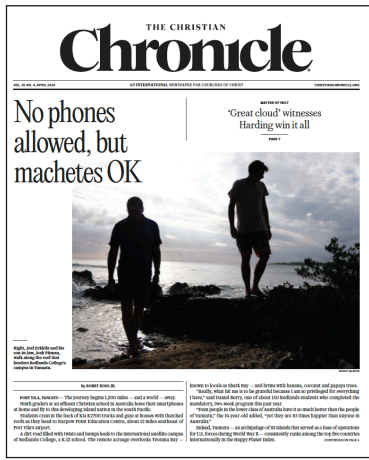 THE CHRISTIAN
Chronicle
VOL. 81 NO. 4, APRIL 2024
AN INTERNATIONAL NEWSPAPER FOR CHURCHES OF CHRIST
CHRISTIANCHRONICLE.ORG
No phones
allowed, but
machetes OK
MATTER OF FACT
‘Great cloud’ witnesses
Harding win it all
PAGE 7
Right, Joel Erkkila and his
son-in-law, Josh Pitman,
walk along the reef that
borders Redlands College's
campus in Vanuatu.
By BOBBY ROSS JR.
PORT VILA, VANUATU — The journey begins 1,200 miles — and a world — away.
Ninth graders at an affluent Christian school in Australia leave their smartphones
at home and fly to this developing island nation in the South Pacific.
Students cram in the back of Kia K2700 trucks and gaze at houses with thatched
roofs as they head to Narpow Point Education Centre, about 12 miles southeast of
Port Vila's airport.
A dirt road filled with twists and bumps leads to the international satellite campus
of Redlands College, a K-12 school. The remote acreage overlooks Teouma Bay —
known to locals as Shark Bay — and brims with banana, coconut and papaya trees.
"Really, what hit me is to be grateful because I am so privileged for everything
I have," said Daniel Berry, one of about 150 Redlands students who completed the
mandatory, two-week program this past year.
"Even people in the lower class of Australia have it so much better than the people
of Vanuatu," the 14-year-old added, "yet they are 10 times happier than anyone in
Australia."
Indeed, Vanuatu — an archipelago of 83 islands that served as a base of operations
for U.S. forces during World War II — consistently ranks among the top five countries
internationally in the Happy Planet Index.